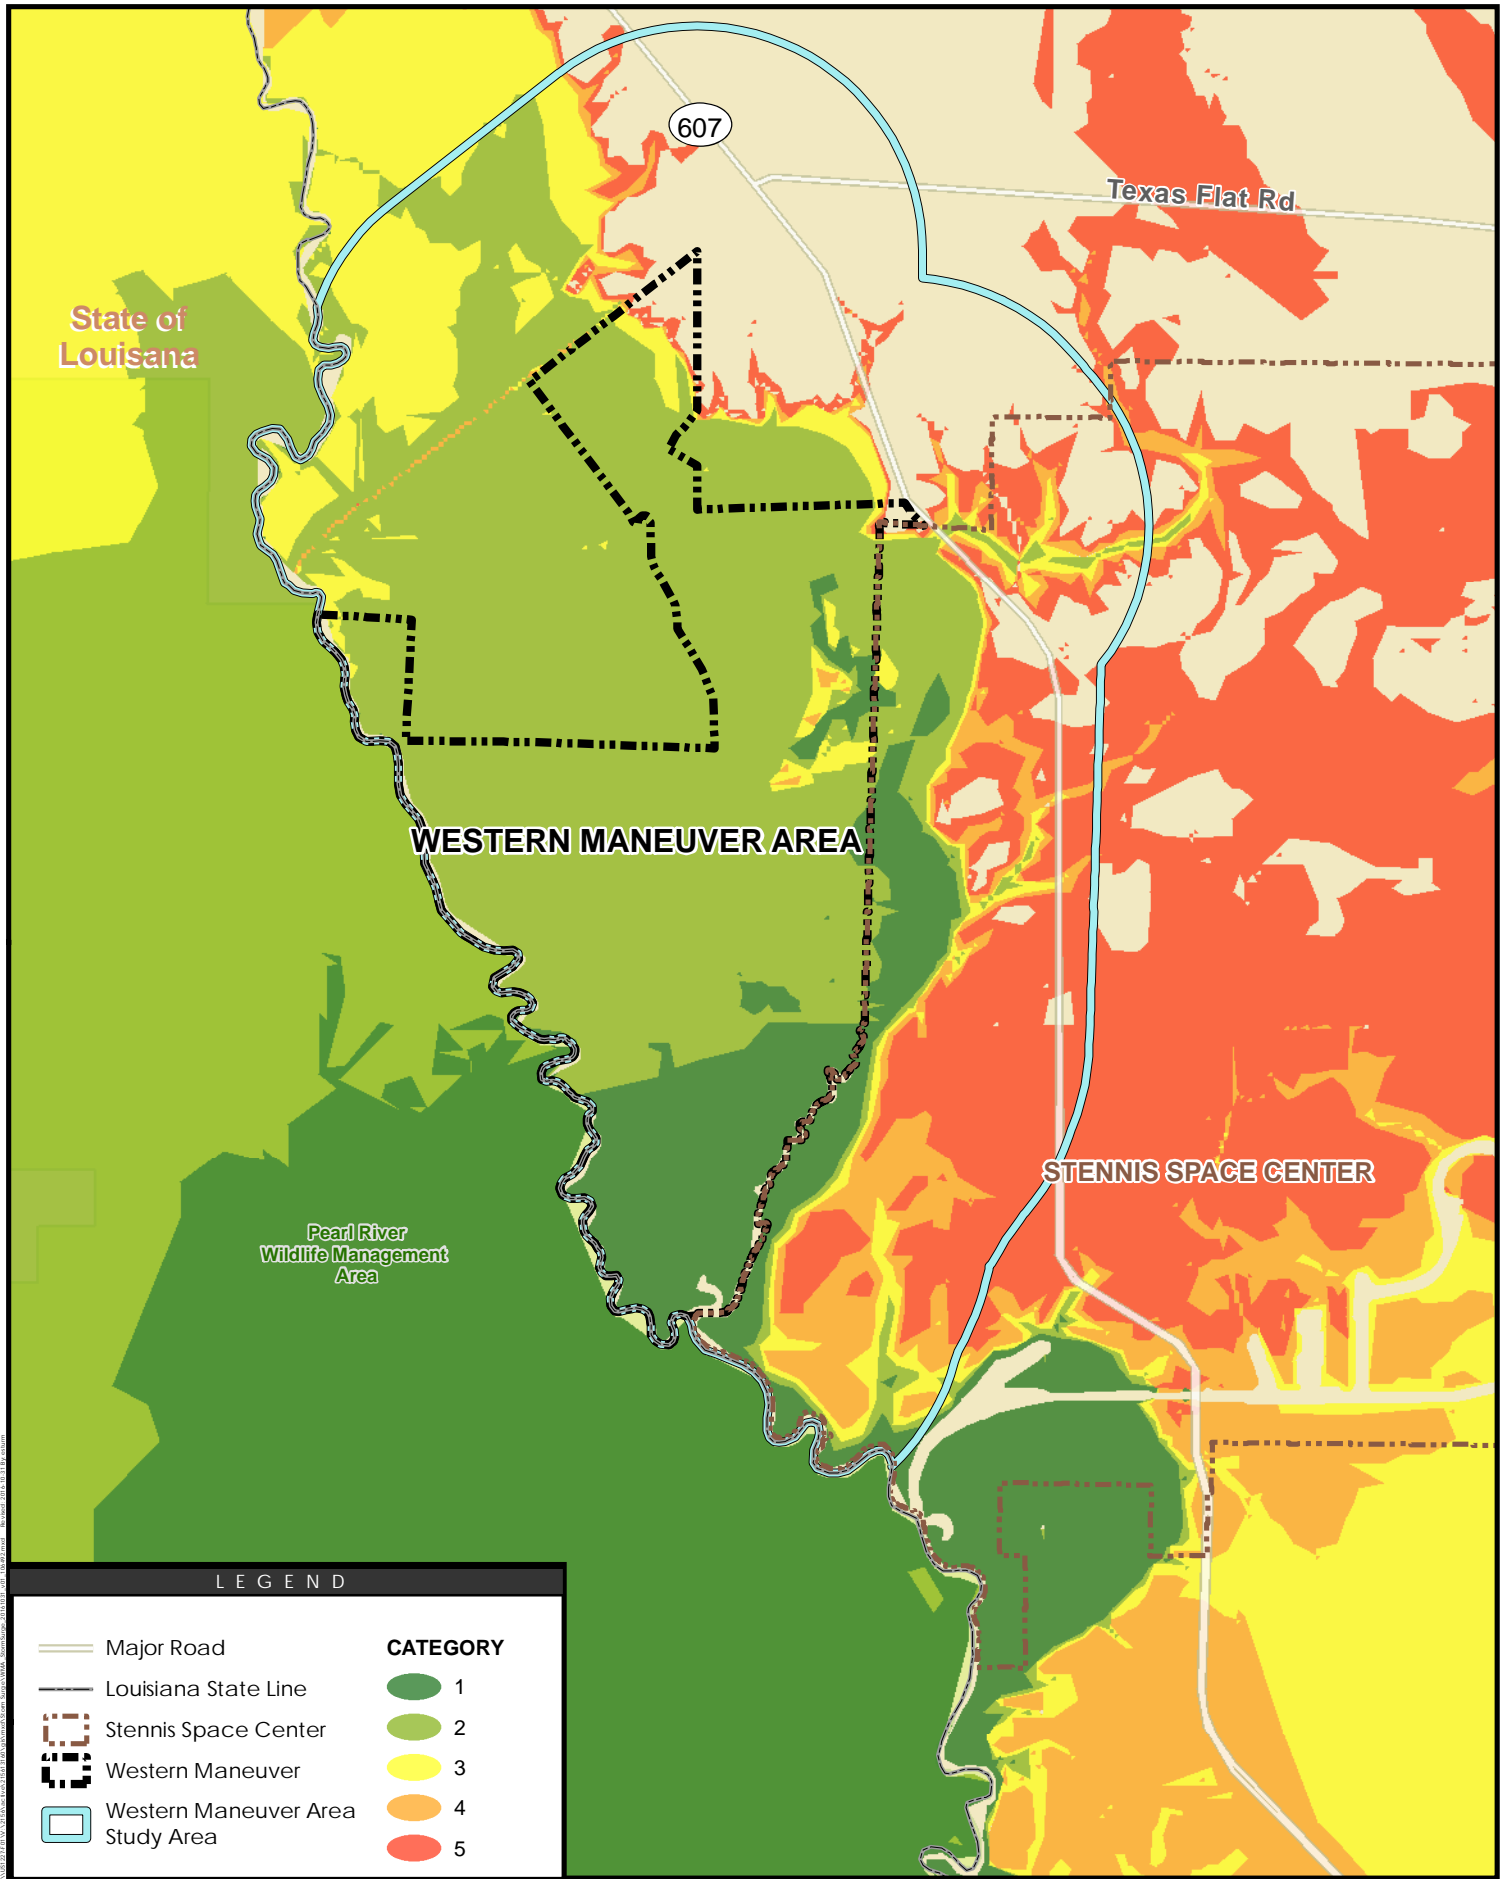 607
Texas Flat Rd
State of
Louisana
WESTERN MANEUVER AREA
STENNIS SPACE CENTER
Pearl River
Wildlife Management
Area
LEGEND
Major Road
Louisiana State Line
Stennis Space Center
Western Maneuver
Western Maneuver Area
Study Area
CATEGORY
1
2
3
4
5